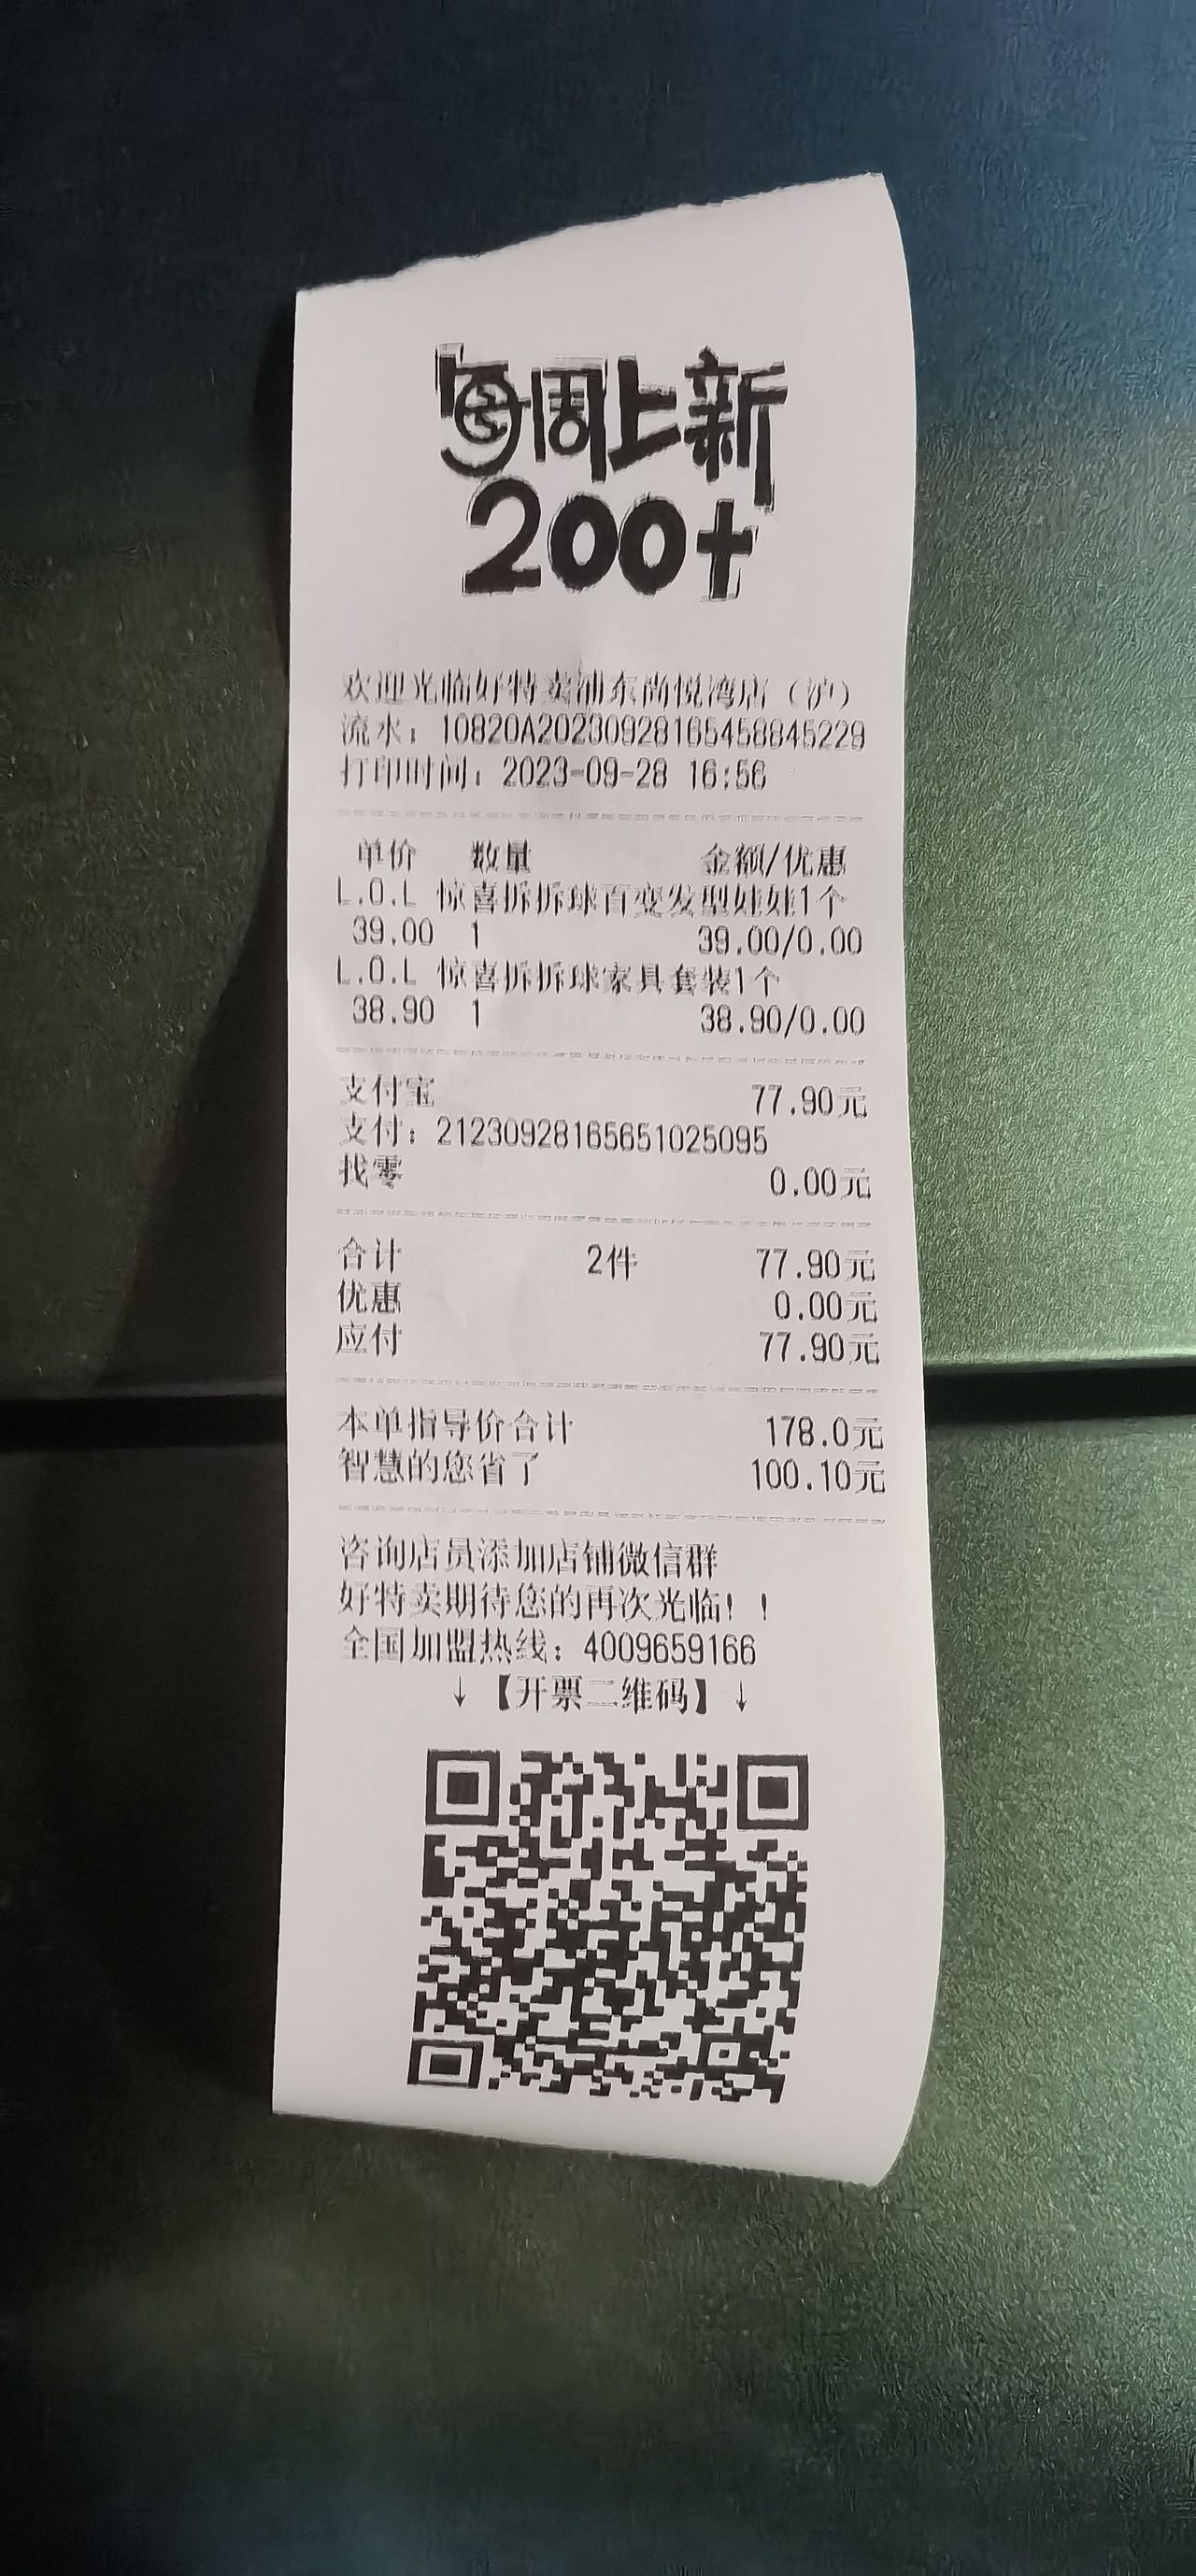 每周上新
200+
欢迎光临好特卖浦东尚悦湾店（沪）
流水：10820A20230928165458845229
打印时间：2023-09-28 16:56
单价 数量 金额/优惠
L.O.L 惊喜拆拆球百变发型娃娃1个
39.00 1 39.00/0.00
L.O.L 惊喜拆拆球家具套装1个
38.90 1 38.90/0.00
支付宝 77.90元
支付：21230928165651025095
找零 0.00元
合计 2件 77.90元
优惠 0.00元
应付 77.90元
本单指导价合计 178.0元
智慧的您省了 100.10元
咨询店员添加店铺微信群
好特卖期待您的再次光临！！
全国加盟热线：4009659166
↓【开票二维码】↓